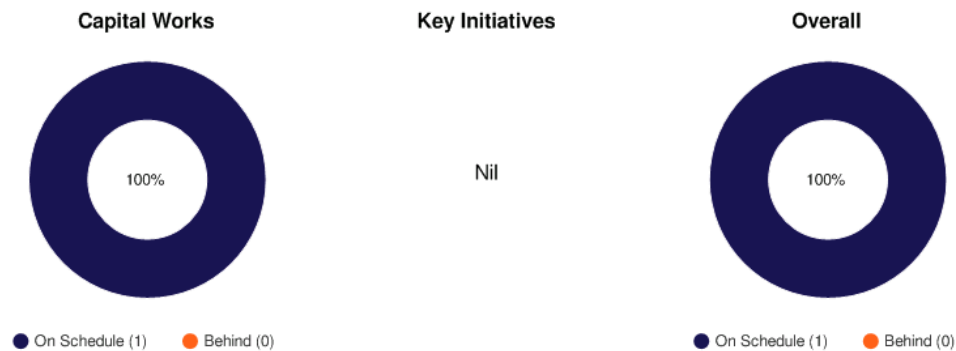 Capital Works
Key Initiatives
Overall
100%
Nil
100%
On Schedule (1)
Behind (0)
On Schedule (1)
Behind (0)